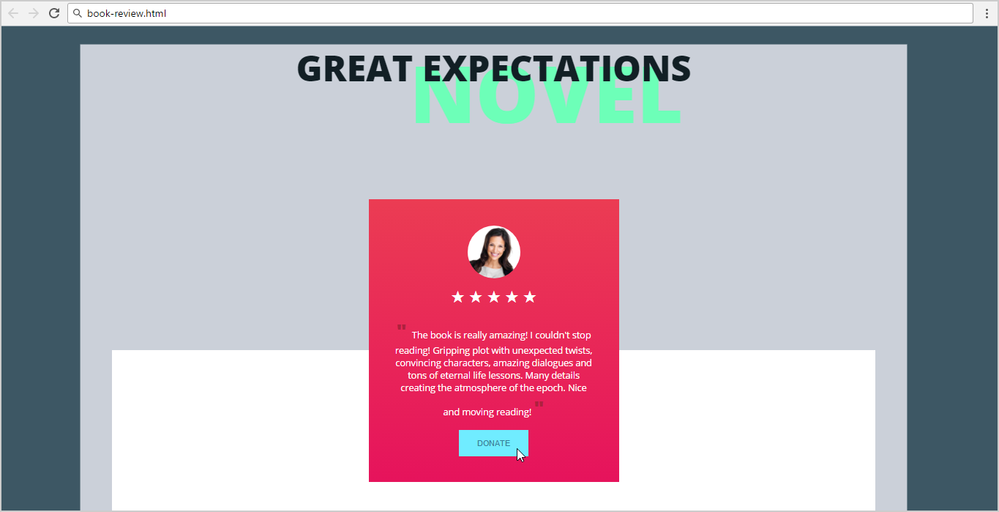 book-review.html
GREAT EXPECTATIONS
NOVEL
★ ★ ★ ★ ★
" The book is really amazing! I couldn't stop
reading! Gripping plot with unexpected twists,
convincing characters, amazing dialogues and
tons of eternal life lessons. Many details
creating the atmosphere of the epoch. Nice
and moving reading! "
DONATE